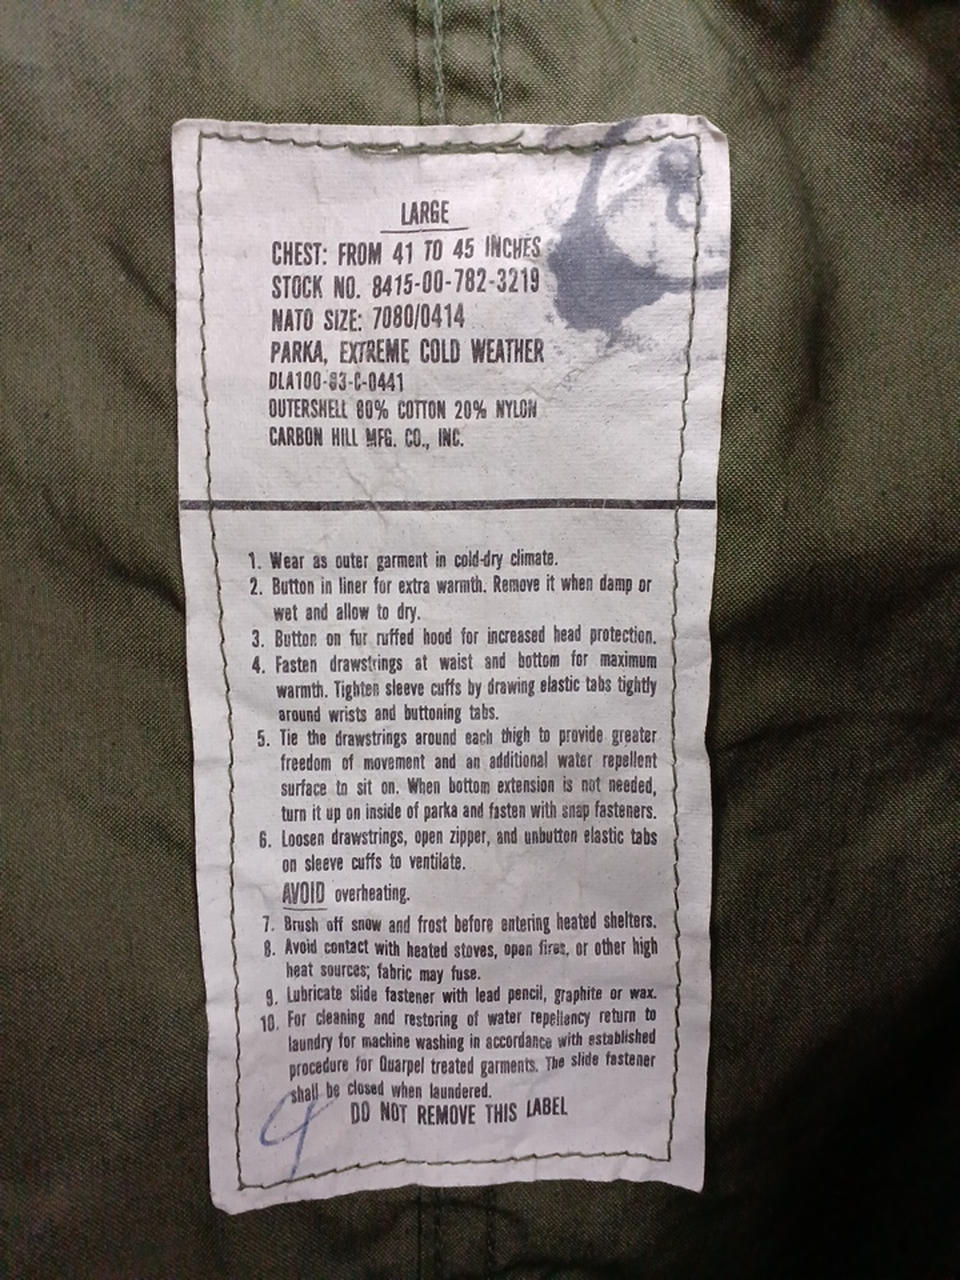 LARGE
CHEST: FROM 41 TO 45 INCHES
STOCK NO. 8415-00-782-3219
NATO SIZE: 7080/0414
PARKA, EXTREME COLD WEATHER
DLA100-83-C-0441
OUTERSHELL 80% COTTON 20% NYLON
CARBON HILL MFG. CO., INC.
1. Wear as outer garment in cold-dry climate.
2. Button in liner for extra warmth. Remove it when damp or
wet and allow to dry.
3. Button on fur ruffed hood for increased head protection.
4. Fasten drawstrings at waist and bottom for maximum
warmth. Tighten sleeve cuffs by drawing elastic tabs tightly
around wrists and buttoning tabs.
5. Tie the drawstrings around each thigh to provide greater
freedom of movement and an additional water repellent
surface to sit on. When bottom extension is not needed,
turn it up on inside of parka and fasten with snap fasteners.
6. Loosen drawstrings, open zipper, and unbutton elastic tabs
on sleeve cuffs to ventilate.
AVOID overheating.
7. Brush off snow and frost before entering heated shelters.
8. Avoid contact with heated stoves, open fires, or other high
heat sources; fabric may fuse.
9. Lubricate slide fastener with lead pencil, graphite or wax.
10. For cleaning and restoring of water repellency return to
laundry for machine washing in accordance with established
procedure for Quarpel treated garments. The slide fastener
shall be closed when laundered.
DO NOT REMOVE THIS LABEL